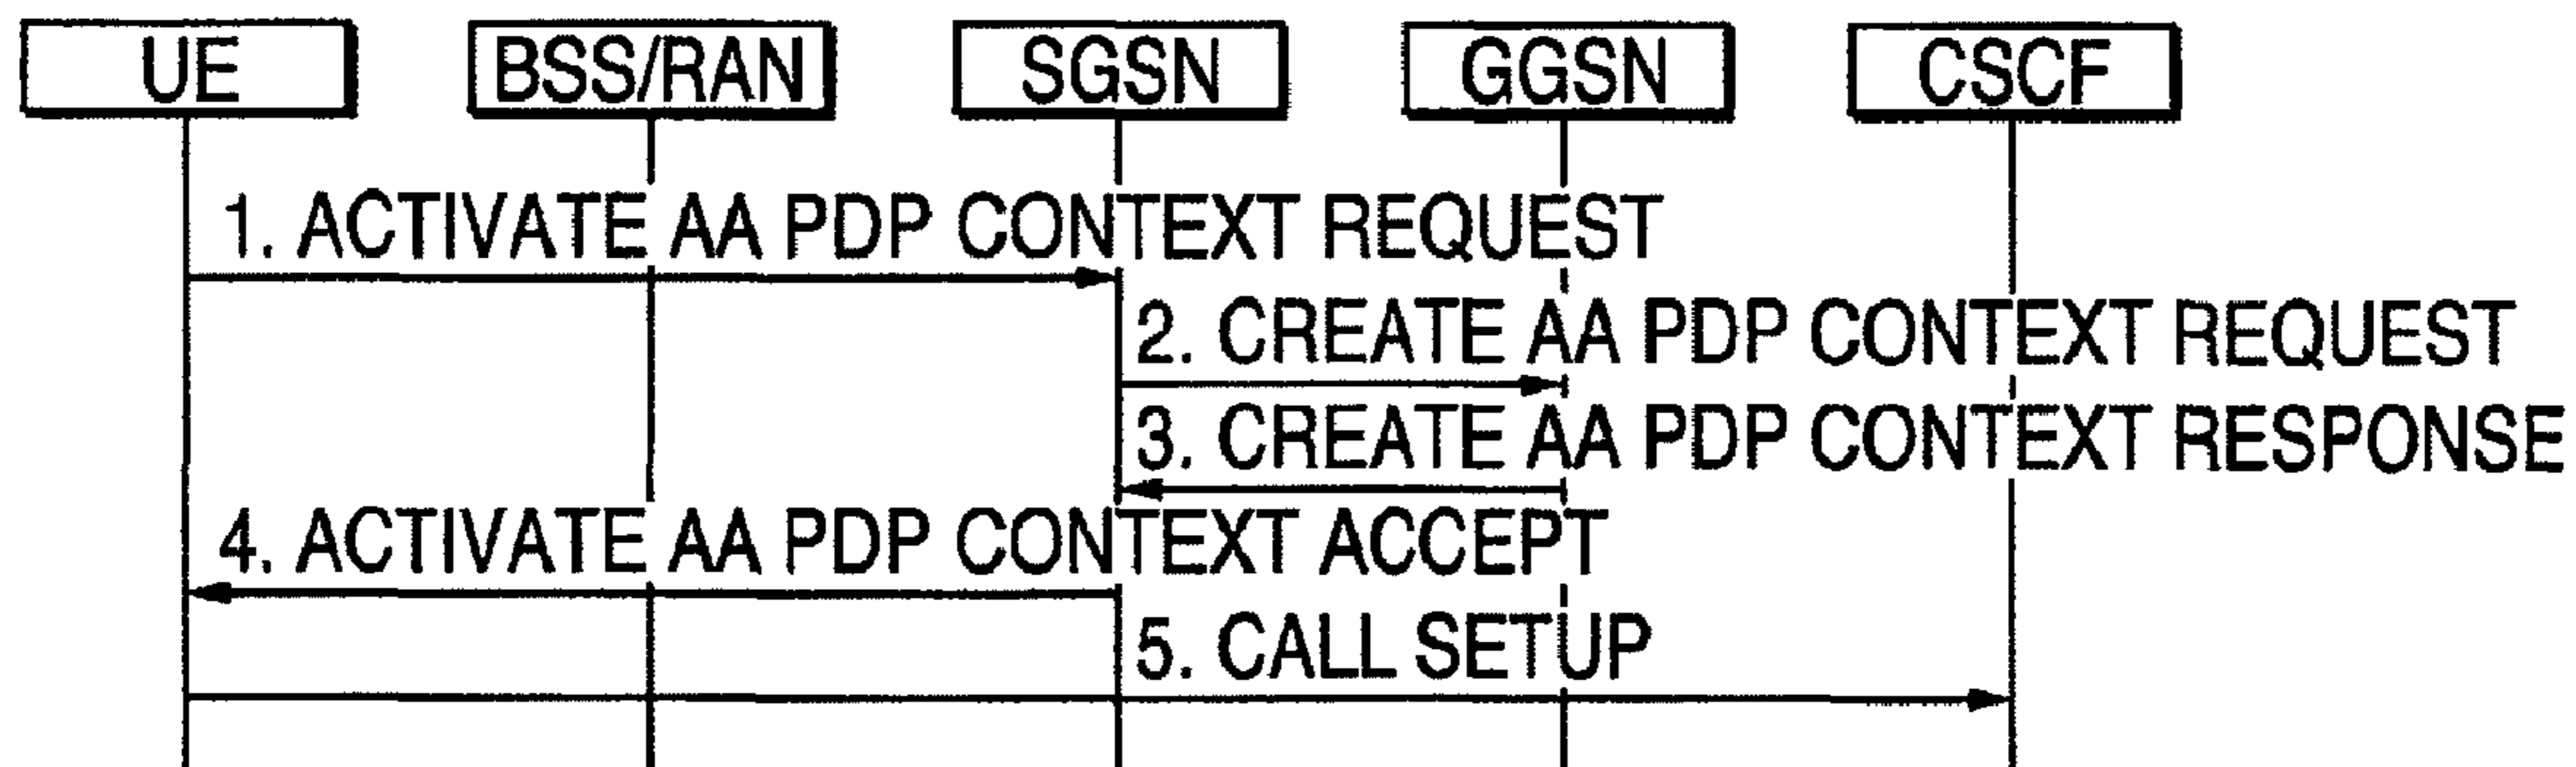 UE BSS/RAN SGSN GGSN CSCF
1. ACTIVATE AA PDP CONTEXT REQUEST
2. CREATE AA PDP CONTEXT REQUEST
3. CREATE AA PDP CONTEXT RESPONSE
4. ACTIVATE AA PDP CONTEXT ACCEPT
5. CALL SETUP